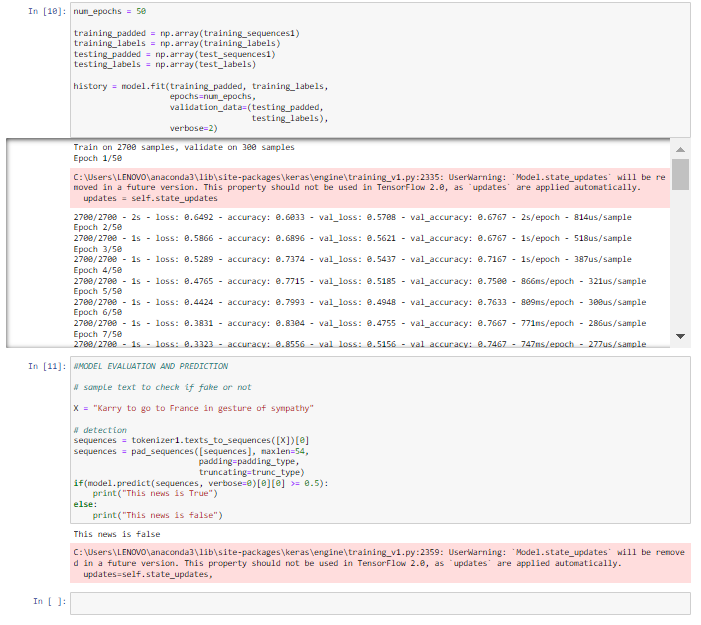 In [10]: num_epochs = 50
training_padded = np.array(training_sequences1)
training_labels = np.array(training_labels)
testing_padded = np.array(test_sequences1)
testing_labels = np.array(test_labels)
history = model.fit(training_padded, training_labels,
epochs=num_epochs,
validation_data=(testing_padded,
testing_labels),
verbose=2)
Train on 2700 samples, validate on 300 samples
Epoch 1/50
C:\Users\LENOVO\anaconda3\lib\site-packages\keras\engine\training_v1.py:2335: UserWarning: `Model.state_updates` will be re
moved in a future version. This property should not be used in TensorFlow 2.0, as `updates` are applied automatically.
updates = self.state_updates
2700/2700 - 2s - loss: 0.6492 - accuracy: 0.6033 - val_loss: 0.5708 - val_accuracy: 0.6767 - 2s/epoch - 814us/sample
Epoch 2/50
2700/2700 - 1s - loss: 0.5866 - accuracy: 0.6896 - val_loss: 0.5621 - val_accuracy: 0.6767 - 1s/epoch - 518us/sample
Epoch 3/50
2700/2700 - 1s - loss: 0.5289 - accuracy: 0.7374 - val_loss: 0.5437 - val_accuracy: 0.7167 - 1s/epoch - 387us/sample
Epoch 4/50
2700/2700 - 1s - loss: 0.4765 - accuracy: 0.7715 - val_loss: 0.5185 - val_accuracy: 0.7500 - 866ms/epoch - 321us/sample
Epoch 5/50
2700/2700 - 1s - loss: 0.4424 - accuracy: 0.7993 - val_loss: 0.4948 - val_accuracy: 0.7633 - 809ms/epoch - 300us/sample
Epoch 6/50
2700/2700 - 1s - loss: 0.3831 - accuracy: 0.8304 - val_loss: 0.4755 - val_accuracy: 0.7667 - 771ms/epoch - 286us/sample
Epoch 7/50
2700/2700 - 1s - loss: 0.3323 - accuracy: 0.8556 - val_loss: 0.5156 - val_accuracy: 0.7467 - 747ms/epoch - 277us/sample
In [11]: #MODEL EVALUATION AND PREDICTION
# sample text to check if fake or not
X = "Karry to go to France in gesture of sympathy"
# detection
sequences = tokenizer1.texts_to_sequences([X])[0]
sequences = pad_sequences([sequences], maxlen=54,
padding=padding_type,
truncating=trunc_type)
if(model.predict(sequences, verbose=0)[0][0] >= 0.5):
print("This news is True")
else:
print("This news is false")
This news is false
C:\Users\LENOVO\anaconda3\lib\site-packages\keras\engine\training_v1.py:2359: UserWarning: `Model.state_updates` will be remove
d in a future version. This property should not be used in TensorFlow 2.0, as `updates` are applied automatically.
updates=self.state_updates,
In [ ]: